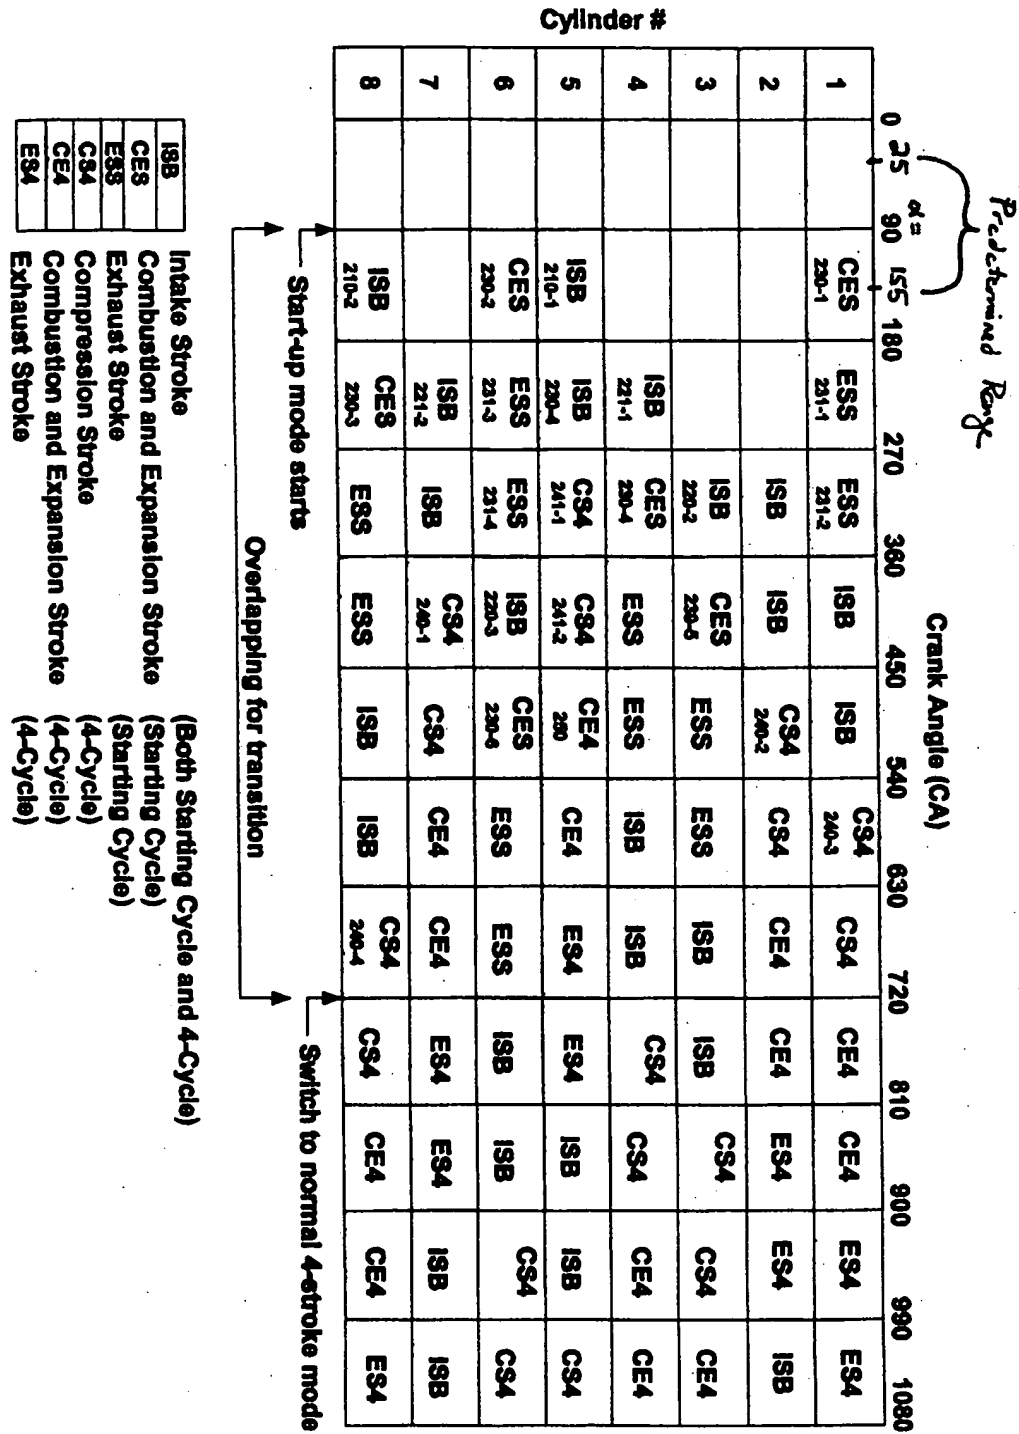 Predetermined Range
Crank Angle (CA)
α =
0 25 90 155 180 270 360 450 540 630 720 810 900 990 1080
Cylinder #
1 CES ESS ESS ISB ISB CS4 CS4 CE4 CE4 ES4 ES4
230-1 231-1 231-2 240-3
2 ISB ISB CS4 CS4 CE4 CE4 ES4 ES4 ISB
240-2
3 ISB CES ESS ESS ISB ISB CS4 CS4 CE4
220-2 230-5
4 ISB CES ESS ESS ISB ISB CS4 CS4 CE4 CE4
221-1 230-4
5 ISB ISB CS4 CS4 CE4 CE4 ES4 ES4 ISB ISB CS4
210-1 230-4 241-1 241-2 260
6 CES ESS ESS ISB CES ESS ESS ISB ISB CS4 CS4
230-2 231-3 231-4 220-3 230-6
7 ISB ISB CS4 CS4 CE4 CE4 ES4 ES4 ISB ISB
221-2 240-1
8 ISB CES ESS ESS ISB ISB CS4 CS4 CE4 CE4 ES4
210-2 230-3 240-4
Start-up mode starts
Switch to normal 4-stroke mode
Overlapping for transition
ISB Intake Stroke (Both Starting Cycle and 4-Cycle)
CES Combustion and Expansion Stroke (Starting Cycle)
ESS Exhaust Stroke (Starting Cycle)
CS4 Compression Stroke (4-Cycle)
CE4 Combustion and Expansion Stroke (4-Cycle)
ES4 Exhaust Stroke (4-Cycle)